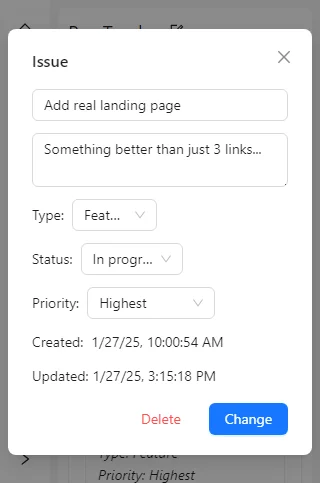 Issue
Add real landing page
Something better than just 3 links...
Type: Feat...
Status: In progr...
Priority: Highest
Created: 1/27/25, 10:00:54 AM
Updated: 1/27/25, 3:15:18 PM
Delete Change
Type: Feature
Priority: Highest